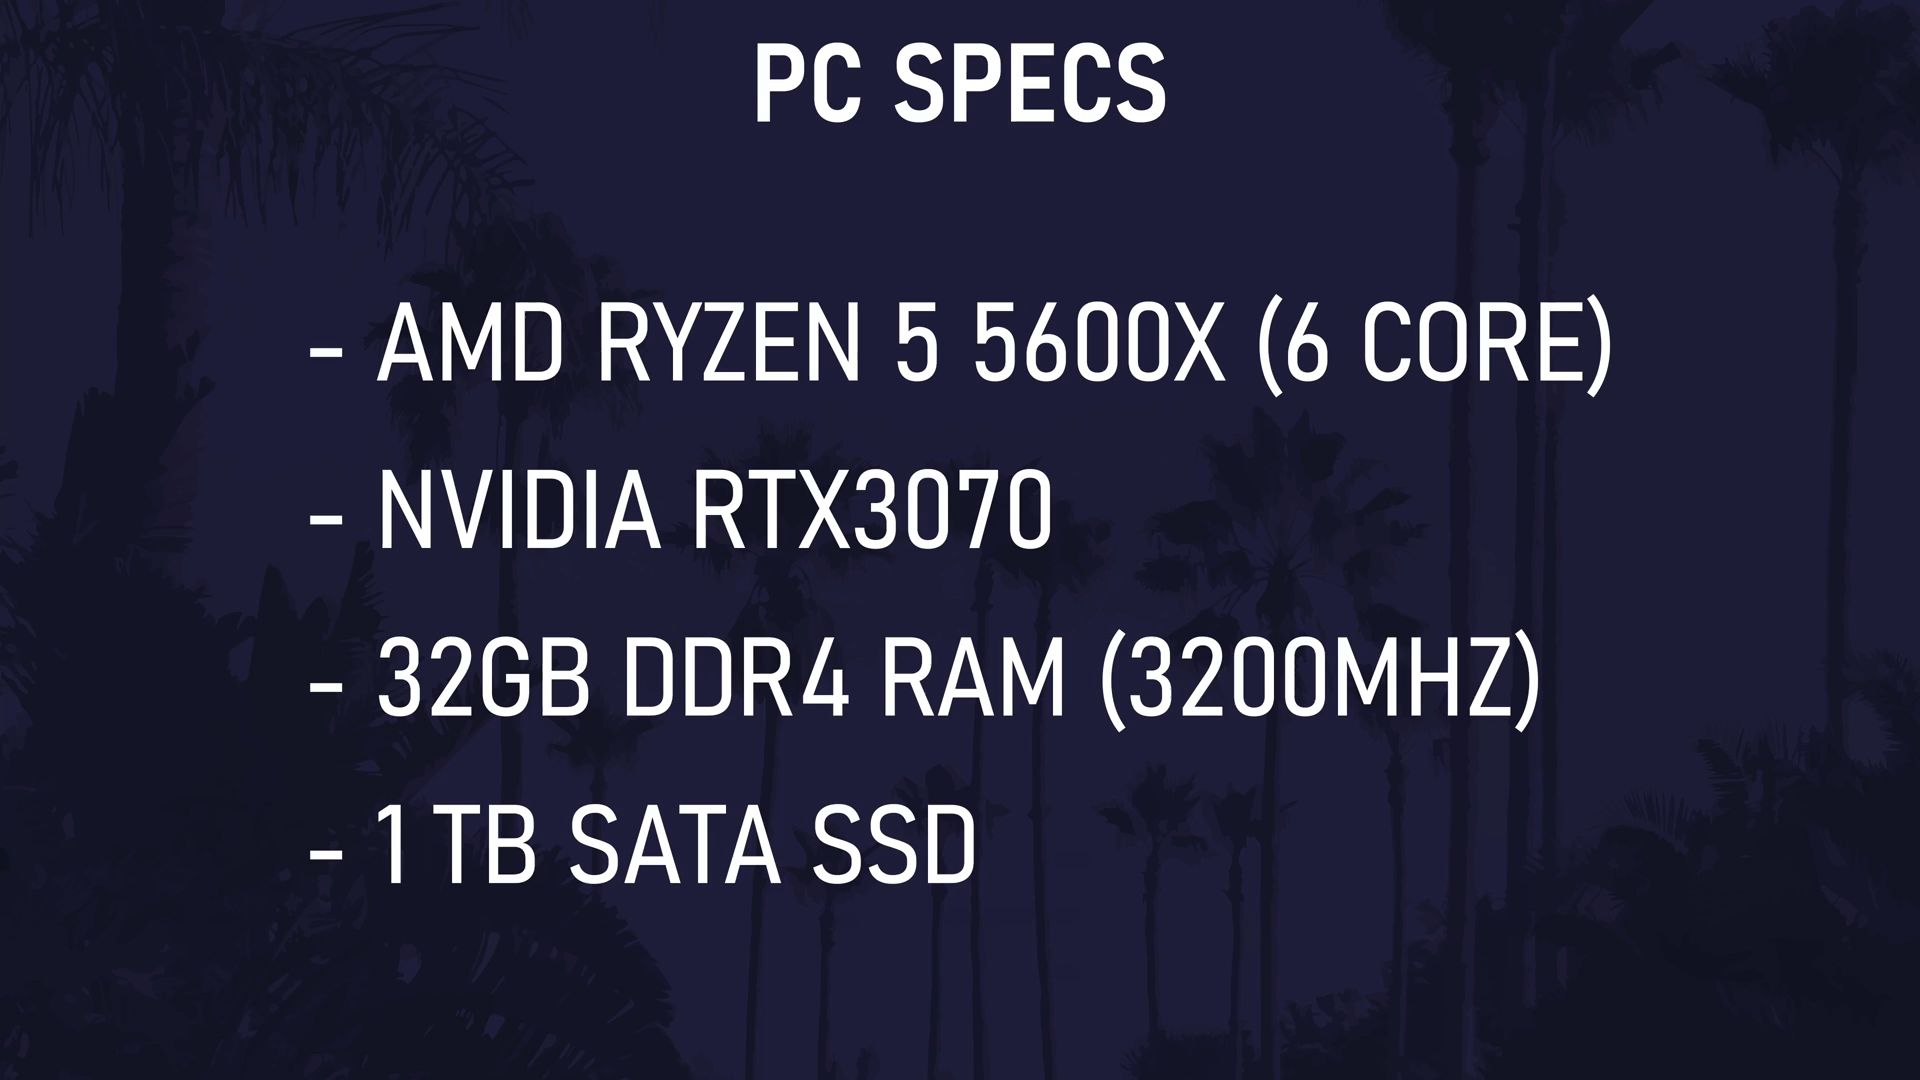 PC SPECS
- AMD RYZEN 5 5600X (6 CORE)
- NVIDIA RTX3070
- 32GB DDR4 RAM (3200MHZ)
- 1 TB SATA SSD